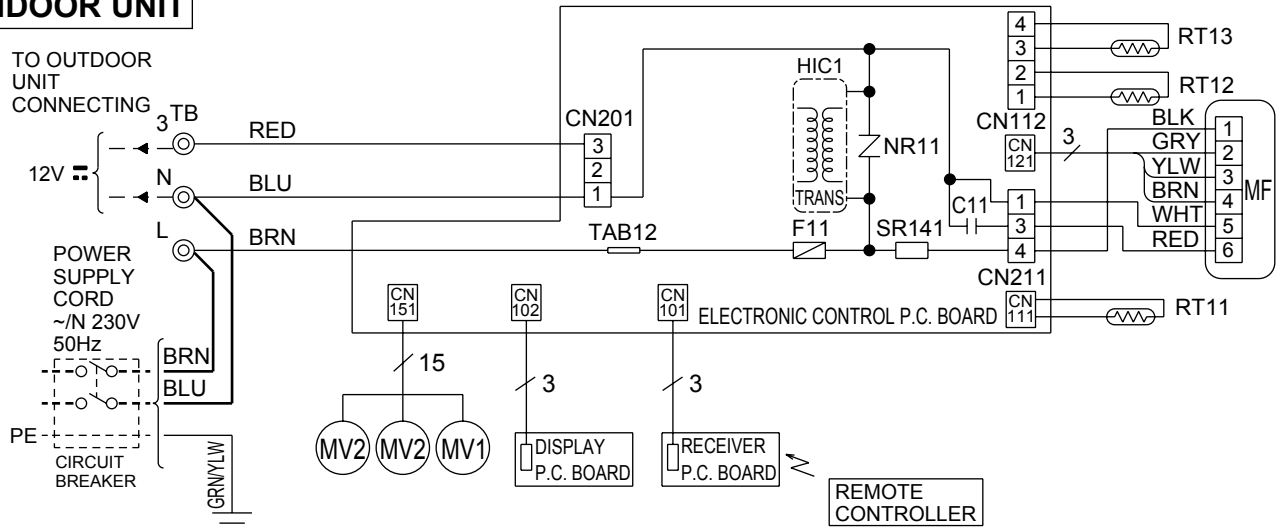 TO OUTDOOR
UNIT
CONNECTING
3 TB
12V
N
L
RED
BLU
BRN
CN201
3
2
1
TAB12
HIC1
TRANS
NR11
F11
SR141
C11
4
3
2
1
CN112
CN
121
1
3
4
CN211
CN
111
RT13
RT12
RT11
3
BLK
GRY
YLW
BRN
WHT
RED
1
2
3
4
5
6
MF
ELECTRONIC CONTROL P.C. BOARD
POWER
SUPPLY
CORD
~/N 230V
50Hz
BRN
BLU
PE
CIRCUIT
BREAKER
GRN/YLW
CN
151
15
MV2
MV2
MV1
CN
102
3
DISPLAY
P.C. BOARD
CN
101
3
RECEIVER
P.C. BOARD
REMOTE
CONTROLLER